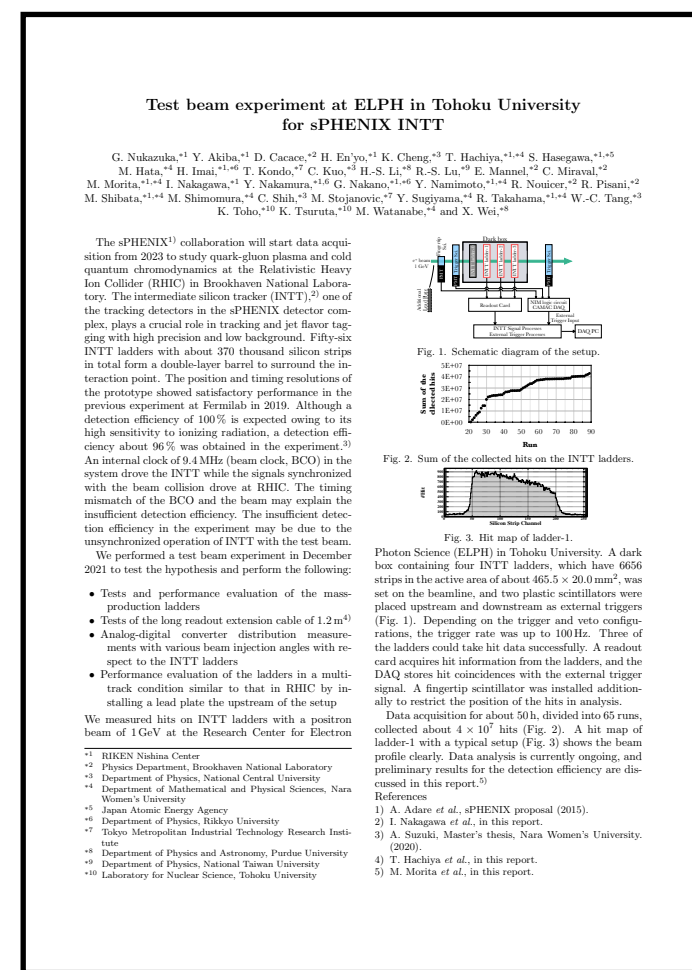 Test beam experiment at ELPH in Tohoku University
for sPHENIX INTT
G. Nukazuka,*1 Y. Akiba,*1 D. Cacace,*2 H. En'yo,*1 K. Cheng,*3 T. Hachiya,*1,*4 S. Hasegawa,*1,*5
M. Hata,*4 H. Imai,*1,*6 T. Kondo,*7 C. Kuo,*3 H.-S. Li,*8 R.-S. Lu,*9 E. Mannel,*2 C. Miraval,*2
M. Morita,*1,*4 I. Nakagawa,*1 Y. Nakamura,*1,6 G. Nakano,*1,*6 Y. Namimoto,*1,*4 R. Nouicer,*2 R. Pisani,*2
M. Shibata,*1,*4 M. Shimomura,*4 C. Shih,*3 M. Stojanovic,*7 Y. Sugiyama,*4 R. Takahama,*1,*4 W.-C. Tang,*3
K. Toho,*10 K. Tsuruta,*10 M. Watanabe,*4 and X. Wei,*8
The sPHENIX1) collaboration will start data acqui-
sition from 2023 to study quark-gluon plasma and cold
quantum chromodynamics at the Relativistic Heavy
Ion Collider (RHIC) in Brookhaven National Labora-
tory. The intermediate silicon tracker (INTT),2) one of
the tracking detectors in the sPHENIX detector com-
plex, plays a crucial role in tracking and jet flavor tag-
ging with high precision and low background. Fifty-six
INTT ladders with about 370 thousand silicon strips
in total form a double-layer barrel to surround the in-
teraction point. The position and timing resolutions of
the prototype showed satisfactory performance in the
previous experiment at Fermilab in 2019. Although a
detection efficiency of 100 % is expected owing to its
high sensitivity to ionizing radiation, a detection effi-
ciency about 96 % was obtained in the experiment.3)
An internal clock of 9.4 MHz (beam clock, BCO) in the
system drove INTT while the signals synchronized
with the beam collision drove at RHIC. The timing
mismatch of the BCO and the beam may explain the
insufficient detection efficiency. The insufficient detec-
tion efficiency in the experiment may be due to the
unsynchronized operation of INTT with the test beam.
We performed a test beam experiment in December
2021 to test the hypothesis and perform the following:
• Tests and performance evaluation of the mass-
production ladders
• Tests of the long readout extension cable of 1.2 m4)
• Analog-digital converter distribution measure-
ments with various beam injection angles with re-
spect to the INTT ladders
• Performance evaluation of the ladders in a multi-
track condition similar to that in RHIC by in-
stalling a lead plate the upstream of the setup
We measured hits on INTT ladders with a positron
beam of 1 GeV at the Research Center for Electron
*1 RIKEN Nishina Center
*2 Physics Department, Brookhaven National Laboratory
*3 Department of Physics, National Central University
*4 Department of Mathematical and Physical Sciences, Nara
Women's University
*5 Japan Atomic Energy Agency
*6 Department of Physics, Rikkyo University
*7 Tokyo Metropolitan Industrial Technology Research Insti-
tute
*8 Department of Physics and Astronomy, Purdue University
*9 Department of Physics, National Taiwan University
*10 Laboratory for Nuclear Science, Tohoku University
Dark box
e+ beam
1 GeV
Readout Card
NIM logic circuit
CAMAC DAQ
External
Trigger Input
INTT Signal Processes
External Trigger Processes
DAQ PC
Fig. 1. Schematic diagram of the setup.
Sum of the
5E+07
4E+07
3E+07
2E+07
1E+07
0E+00
20 30 40 50 60 70 80 90
Run
Fig. 2. Sum of the collected hits on the INTT ladders.
#Hit
Silicon Strip Channel
Fig. 3. Hit map of ladder-1.
Photon Science (ELPH) in Tohoku University. A dark
box containing four INTT ladders, which have 6656
strips in the active area of about 465.5 × 20.0 mm2, was
set on the beamline, and two plastic scintillators were
placed upstream and downstream as external triggers
(Fig. 1). Depending on the trigger and veto configu-
rations, the trigger rate was up to 100 Hz. Three of
the ladders could take hit data successfully. A readout
card acquires hit information from the ladders, and the
DAQ stores hit coincidences with the external trigger
signal. A fingertip scintillator was installed addition-
ally to restrict the position of the hits in analysis.
Data acquisition for about 50 h, divided into 65 runs,
collected about 4 × 107 hits (Fig. 2). A hit map of
ladder-1 with a typical setup (Fig. 3) shows the beam
profile clearly. Data analysis is currently ongoing, and
preliminary results for the detection efficiency are dis-
cussed in this report.5)
References
1) A. Adare et al., sPHENIX proposal (2015).
2) I. Nakagawa et al., in this report.
3) A. Suzuki, Master's thesis, Nara Women's University.
(2020).
4) T. Hachiya et al., in this report.
5) M. Morita et al., in this report.